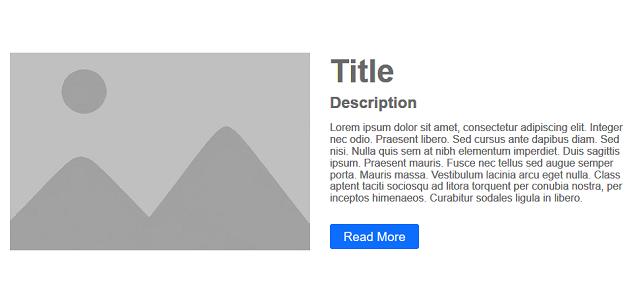 Title
Description
Lorem ipsum dolor sit amet, consectetur adipiscing elit. Integer
nec odio. Praesent libero. Sed cursus ante dapibus diam. Sed
nisi. Nulla quis sem at nibh elementum imperdiet. Duis sagittis
ipsum. Praesent mauris. Fusce nec tellus sed augue semper
porta. Mauris massa. Vestibulum lacinia arcu eget nulla. Class
aptent taciti sociosqu ad litora torquent per conubia nostra, per
inceptos himenaeos. Curabitur sodales ligula in libero.
Read More